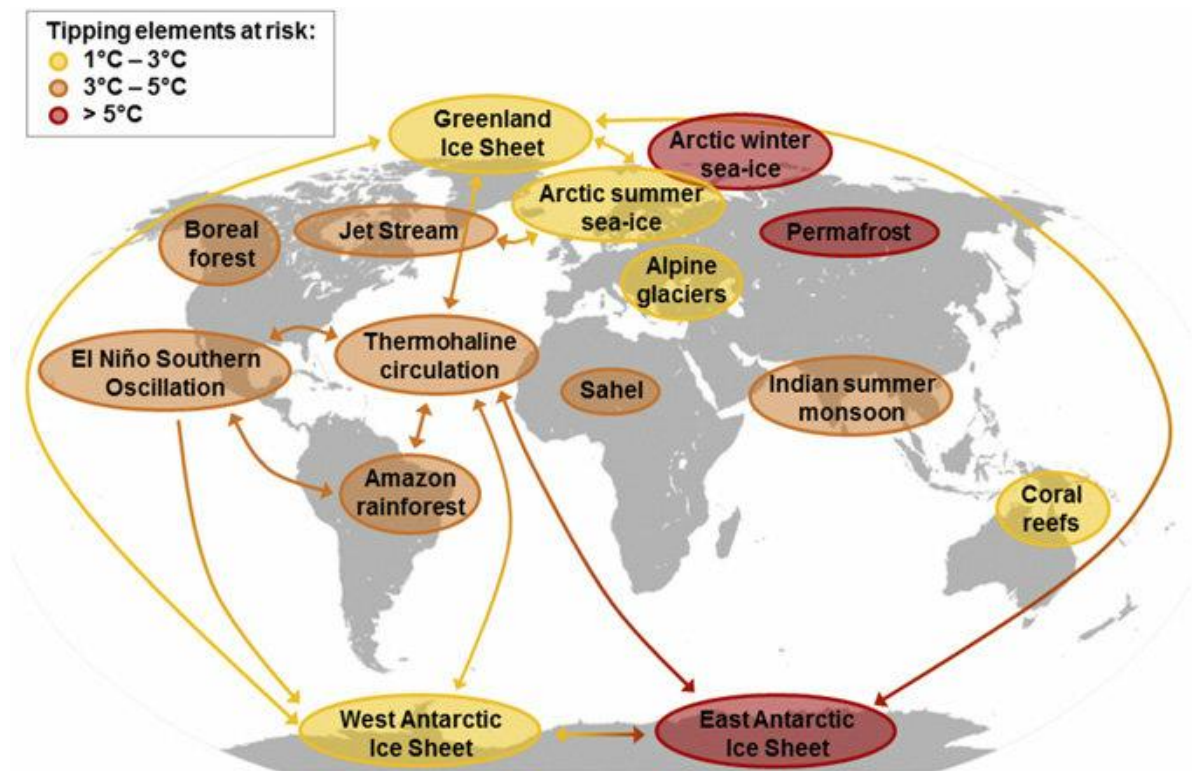 Tipping elements at risk:
1°C – 3°C
3°C – 5°C
> 5°C
Greenland
Ice Sheet
Arctic winter
sea-ice
Arctic summer
sea-ice
Boreal
forest
Jet Stream
Permafrost
Alpine
glaciers
El Niño Southern
Oscillation
Thermohaline
circulation
Sahel
Indian summer
monsoon
Amazon
rainforest
Coral
reefs
West Antarctic
Ice Sheet
East Antarctic
Ice Sheet